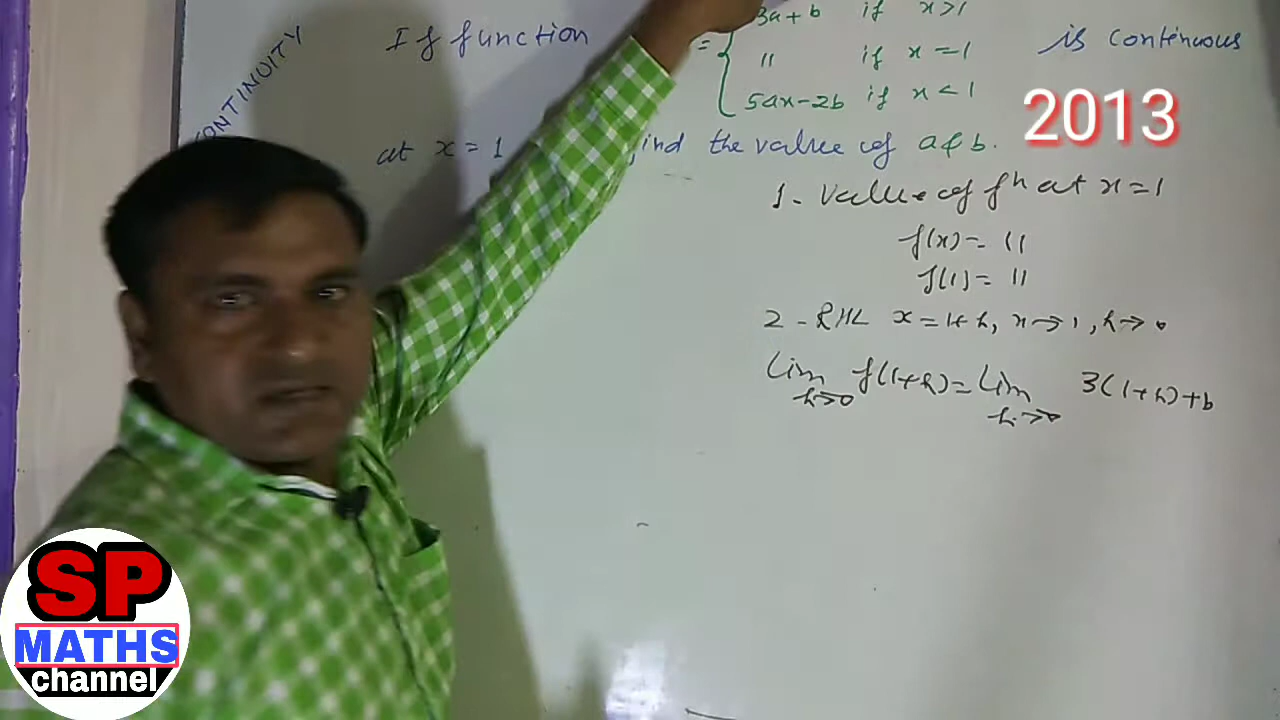 CONTINUITY
If function = 3a+b if x>1 is continuous
11 if x=1
5ax-2b if x<1
2013
at x=1 find the value of a & b.
1. Value of fn at x=1
f(x)= 11
f(1)= 11
2-RHL x=1+h, x→1, h→0
Lim f(1+h)= Lim 3(1+h)+b
h→0 h→0
SP
MATHS
channel